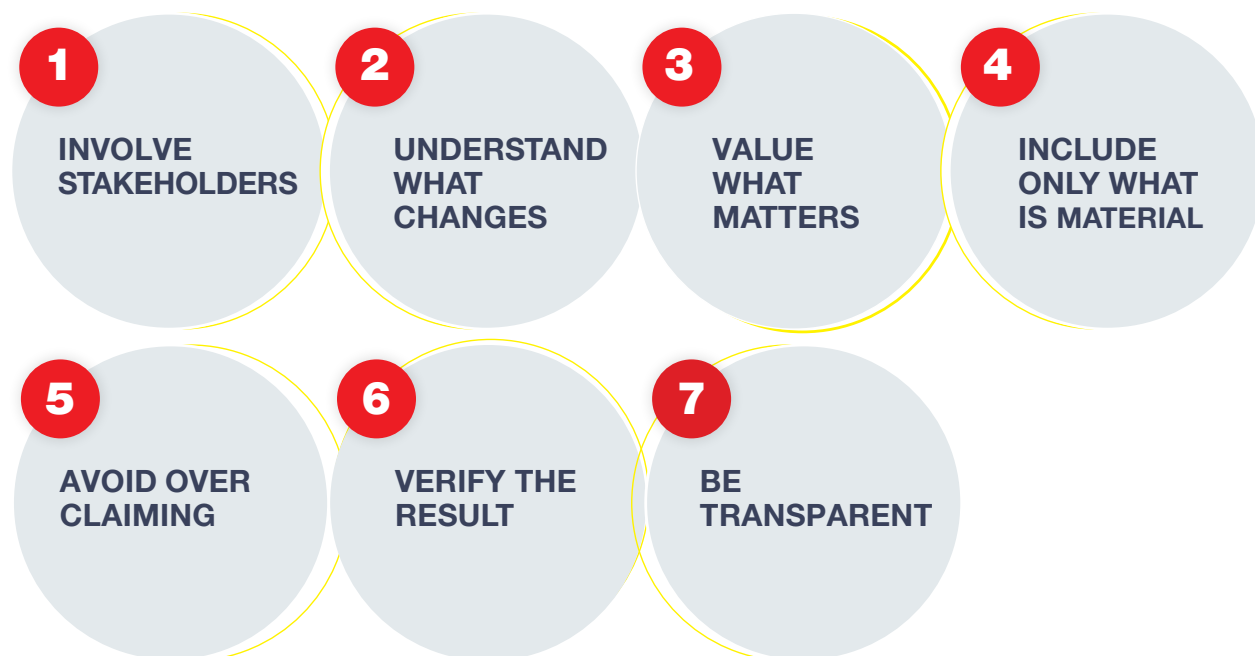 1
INVOLVE
STAKEHOLDERS
2
UNDERSTAND
WHAT
CHANGES
3
VALUE
WHAT
MATTERS
4
INCLUDE
ONLY WHAT
IS MATERIAL
5
AVOID OVER
CLAIMING
6
VERIFY THE
RESULT
7
BE
TRANSPARENT